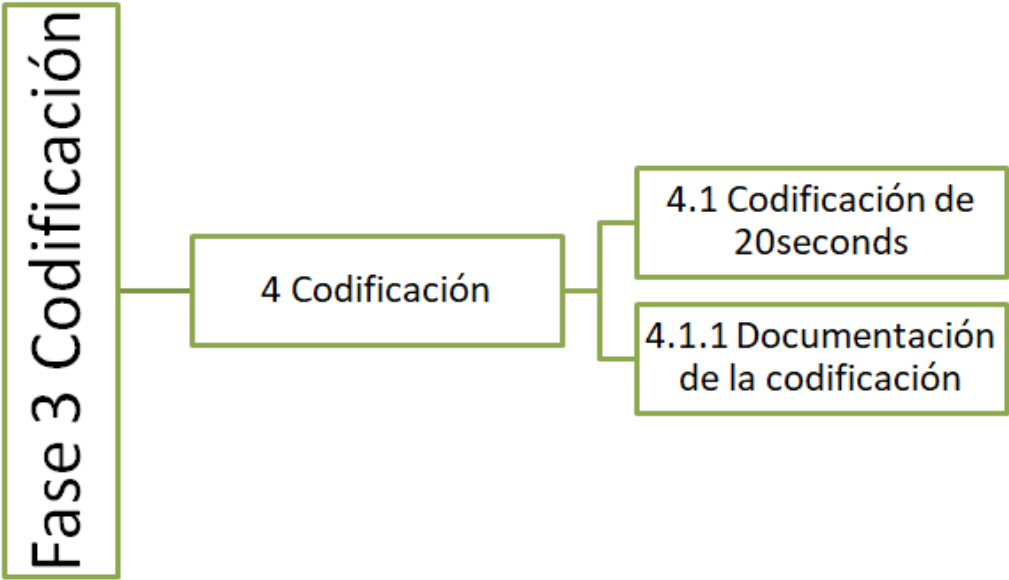 Fase 3 Codificación
4 Codificación
4.1 Codificación de
20seconds
4.1.1 Documentación
de la codificación